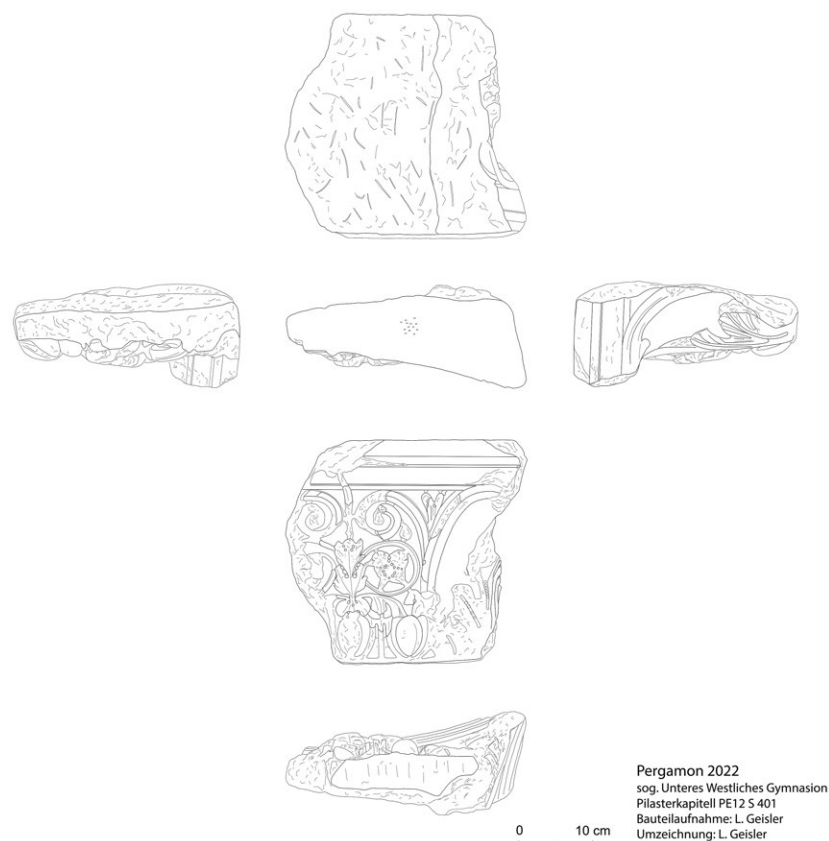 Pergamon 2022
sog. Unteres Westliches Gymnasion
Pilasterkapitell PE12 S 401
Bauteilaufnahme: L. Geisler
Umzeichnung: L. Geisler
0 10 cm